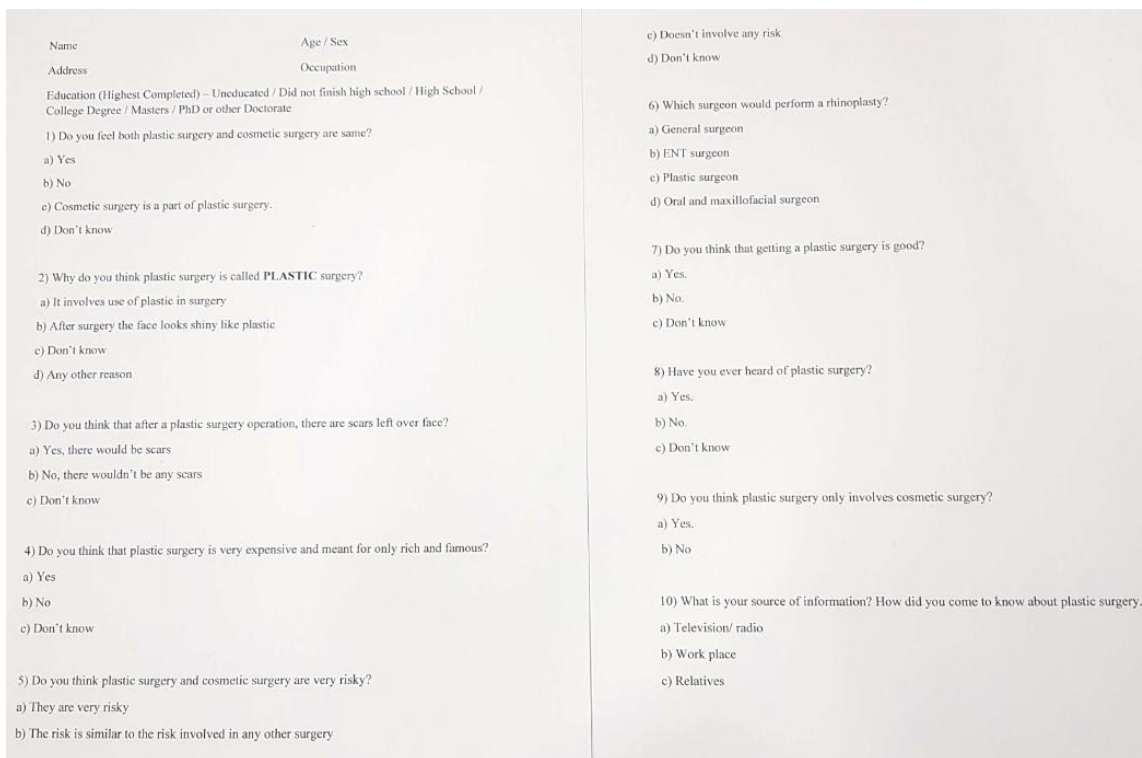 Name Age / Sex
Address Occupation
Education (Highest Completed) – Uneducated / Did not finish high school / High School /
College Degree / Masters / PhD or other Doctorate
1) Do you feel both plastic surgery and cosmetic surgery are same?
a) Yes
b) No
c) Cosmetic surgery is a part of plastic surgery.
d) Don't know
2) Why do you think plastic surgery is called PLASTIC surgery?
a) It involves use of plastic in surgery
b) After surgery the face looks shiny like plastic
c) Don't know
d) Any other reason
3) Do you think that after a plastic surgery operation, there are scars left over face?
a) Yes, there would be scars
b) No, there wouldn't be any scars
c) Don't know
4) Do you think that plastic surgery is very expensive and meant for only rich and famous?
a) Yes
b) No
c) Don't know
5) Do you think plastic surgery and cosmetic surgery are very risky?
a) They are very risky
b) The risk is similar to the risk involved in any other surgery
c) Doesn't involve any risk
d) Don't know
6) Which surgeon would perform a rhinoplasty?
a) General surgeon
b) ENT surgeon
c) Plastic surgeon
d) Oral and maxillofacial surgeon
7) Do you think that getting a plastic surgery is good?
a) Yes.
b) No.
c) Don't know
8) Have you ever heard of plastic surgery?
a) Yes.
b) No.
c) Don't know
9) Do you think plastic surgery only involves cosmetic surgery?
a) Yes.
b) No
10) What is your source of information? How did you come to know about plastic surgery.
a) Television/ radio
b) Work place
c) Relatives